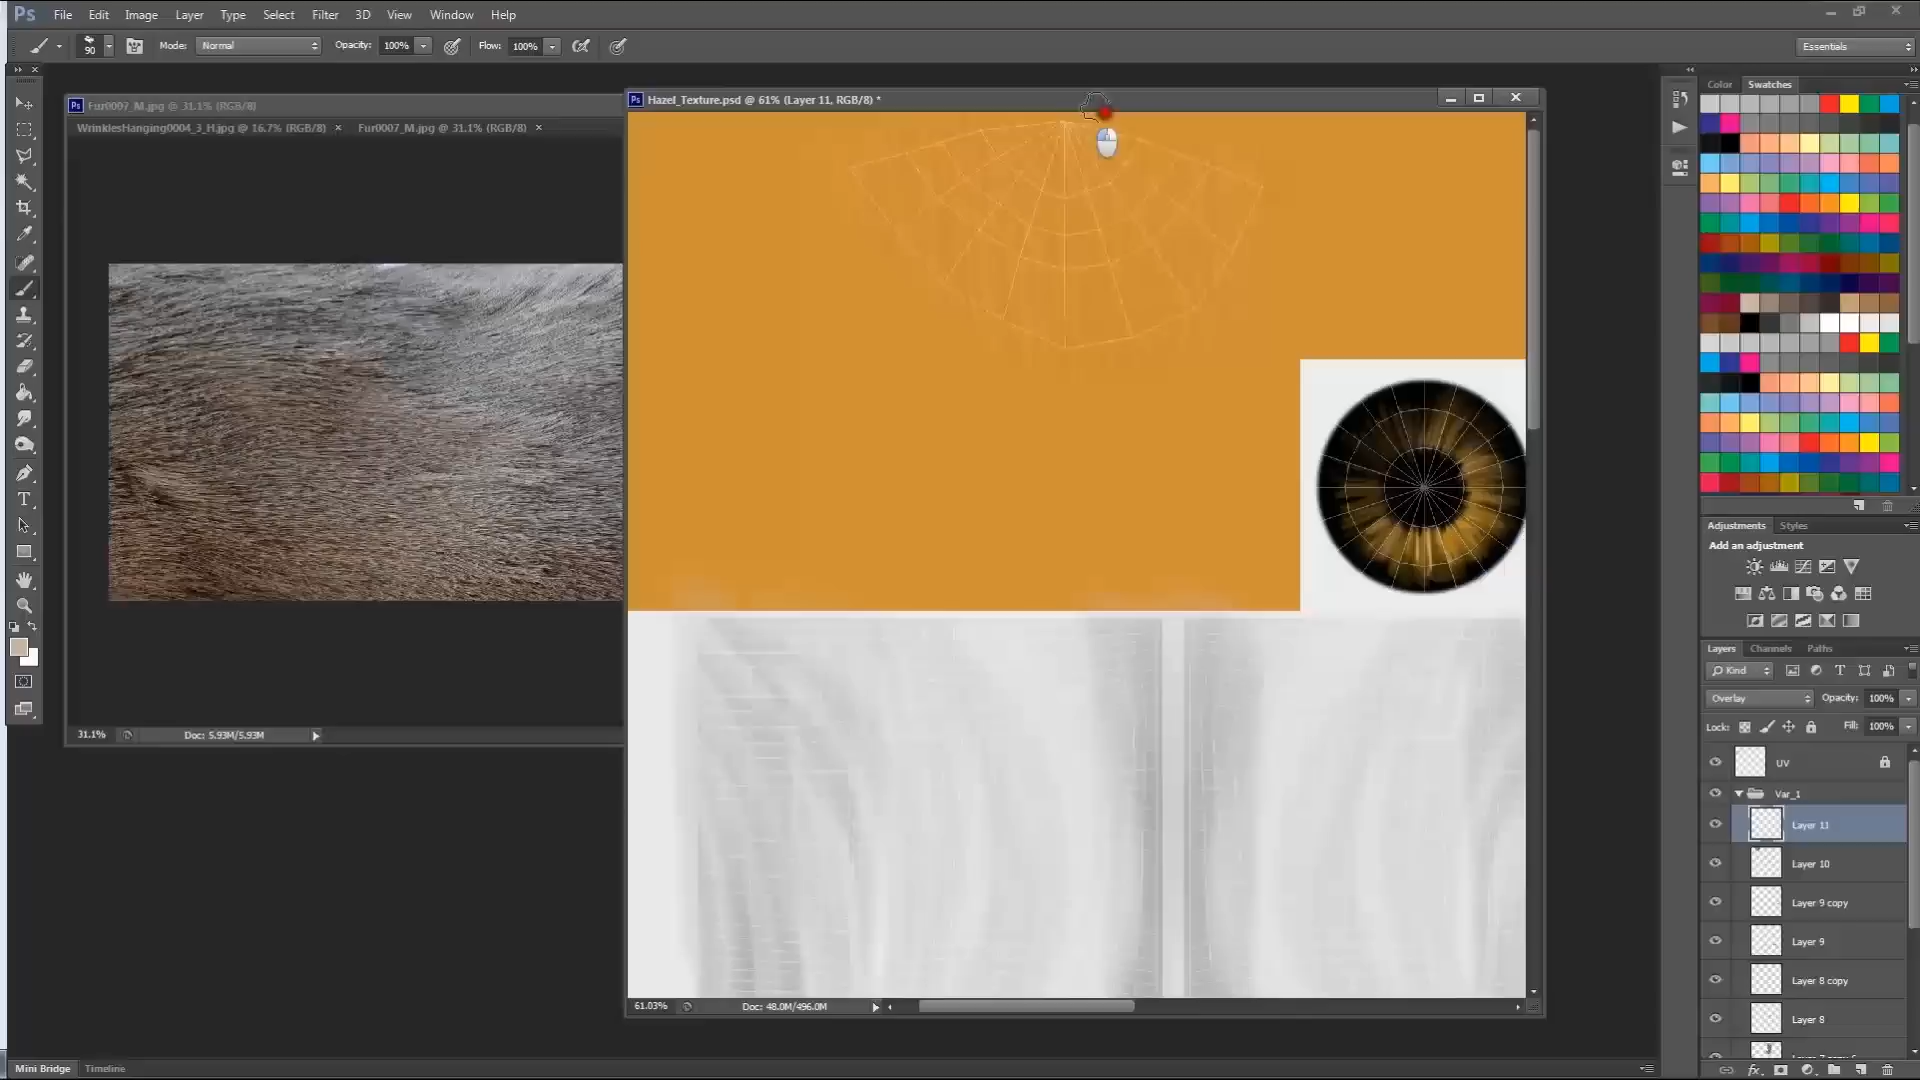 Ps File Edit Image Layer Type Select Filter 3D View Window Help
90 Mode: Normal Opacity: 100% Flow: 100% Essentials
Fur0007_M.jpg @ 31.1% (RGB/8)
WrinklesHanging0004_3_H.jpg @ 16.7% (RGB/8) × Fur0007_M.jpg @ 31.1% (RGB/8) ×
31.1% Doc: 5.93M/5.93M
Hazel_Texture.psd @ 61% (Layer 11, RGB/8) *
61.03% Doc: 48.0M/496.0M
Color Swatches
Adjustments Styles
Add an adjustment
Layers Channels Paths
Kind
Overlay Opacity: 100%
Lock: Fill: 100%
UV
Var_1
Layer 11
Layer 10
Layer 9 copy
Layer 9
Layer 8 copy
Layer 8
Mini Bridge Timeline